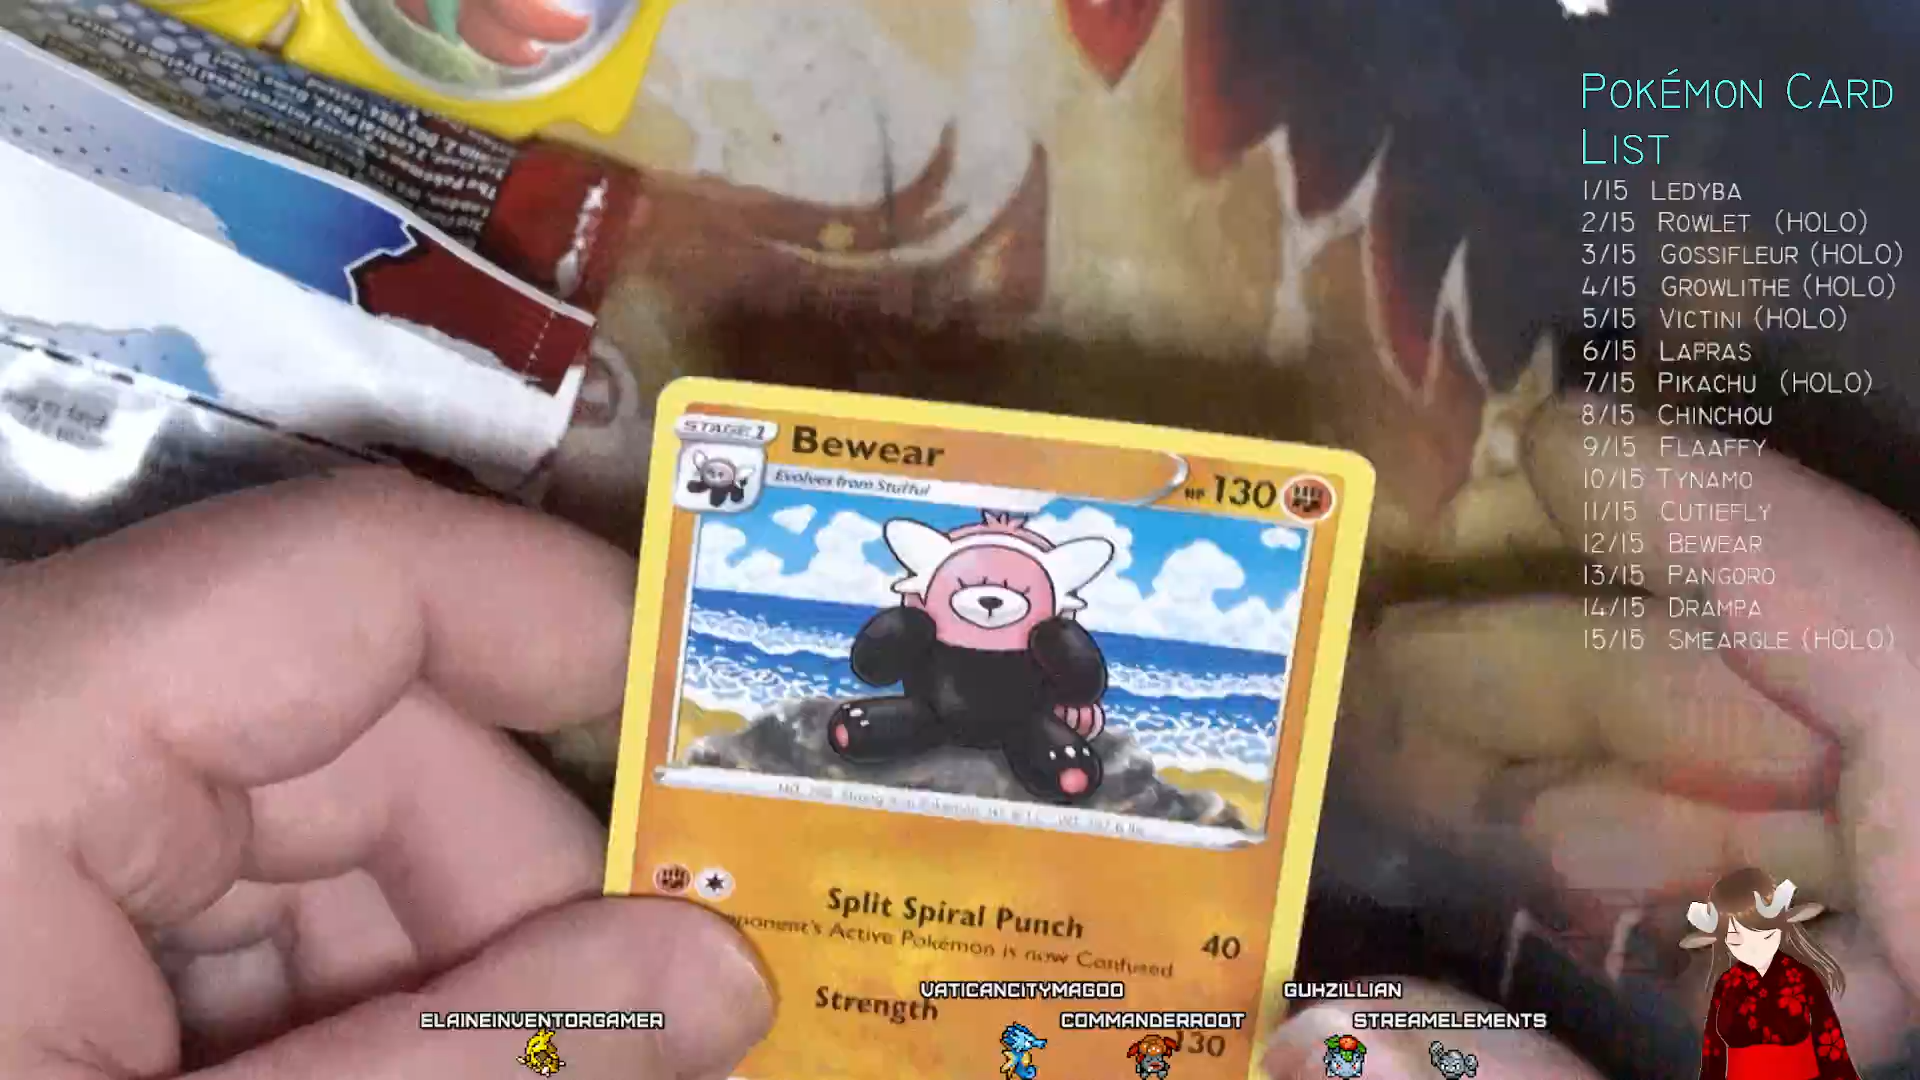 POKÉMON CARD
LIST
1/15 LEDYBA
2/15 ROWLET (HOLO)
3/15 GOSSIFLEUR (HOLO)
4/15 GROWLITHE (HOLO)
5/15 VICTINI (HOLO)
6/15 LAPRAS
7/15 PIKACHU (HOLO)
8/15 CHINCHOU
9/15 FLAAFFY
10/15 TYNAMO
11/15 CUTIEFLY
12/15 BEWEAR
13/15 PANGORO
14/15 DRAMPA
15/15 SMEARGLE (HOLO)
STAGE 1
Bewear
HP 130
Evolves from Stufful
Split Spiral Punch
40
Active Pokémon is now Confused
Strength
130
VATICANCITYMAGOO
GUHZILLIAN
ELAINEINVENTORGAMER
COMMANDERROOT
STREAMELEMENTS